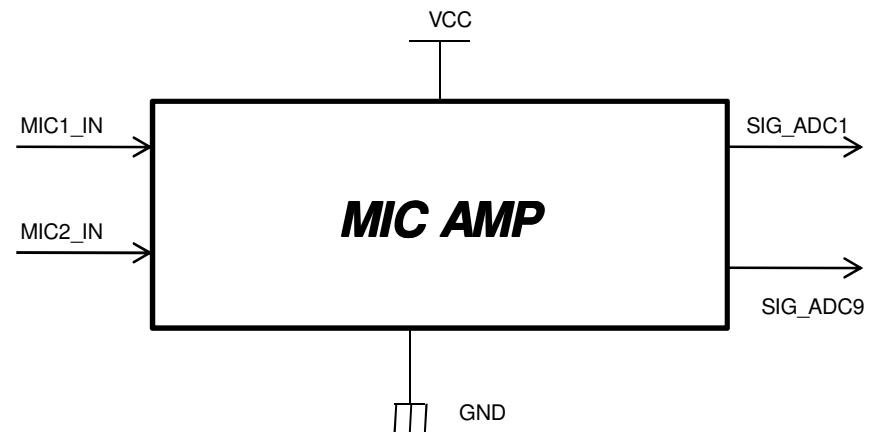 VCC
MIC1_IN
SIG_ADC1
MIC AMP
MIC2_IN
SIG_ADC9
GND